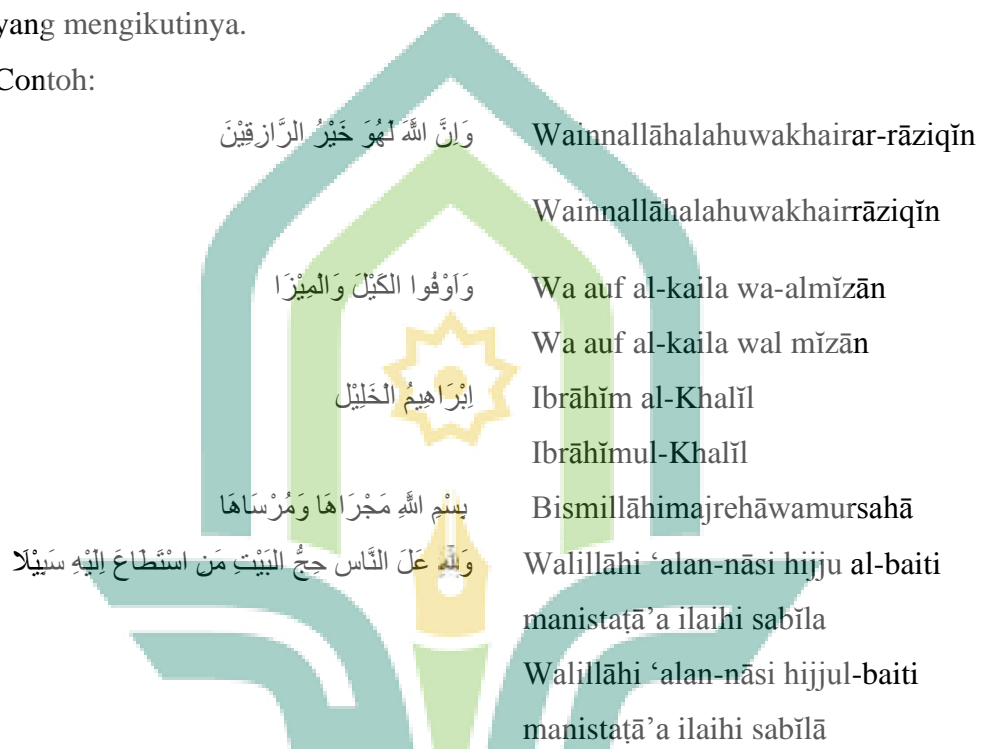 yang mengikutinya.
Contoh:
وَاِنَّ اللَّهَ لَهُوَ خَيْرُ الرَّازِقِيْنَ Wainnallāhalahuwakhairar-rāziqĭn
Wainnallāhalahuwakhairrāziqĭn
وَاَوْفُوا الكَيْلَ وَالْمِيْزَا Wa auf al-kaila wa-almĭzān
Wa auf al-kaila wal mĭzān
اِبْرَاهِيمُ الْخَلِيْل Ibrāhĭm al-Khalĭl
Ibrāhĭmul-Khalĭl
بِسْمِ اللَّهِ مَجْرَاهَا وَمُرْسَاهَا Bismillāhimajrehāwamursahā
وَلِلَّهِ عَلَ النَّاس حِجُّ البَيْتِ مَن اسْتَطَاعَ اِلَيْهِ سَبِيْلَا Walillāhi ‘alan-nāsi hijju al-baiti
manistaṭā’a ilaihi sabĭla
Walillāhi ‘alan-nāsi hijjul-baiti
manistaṭā’a ilaihi sabĭlā